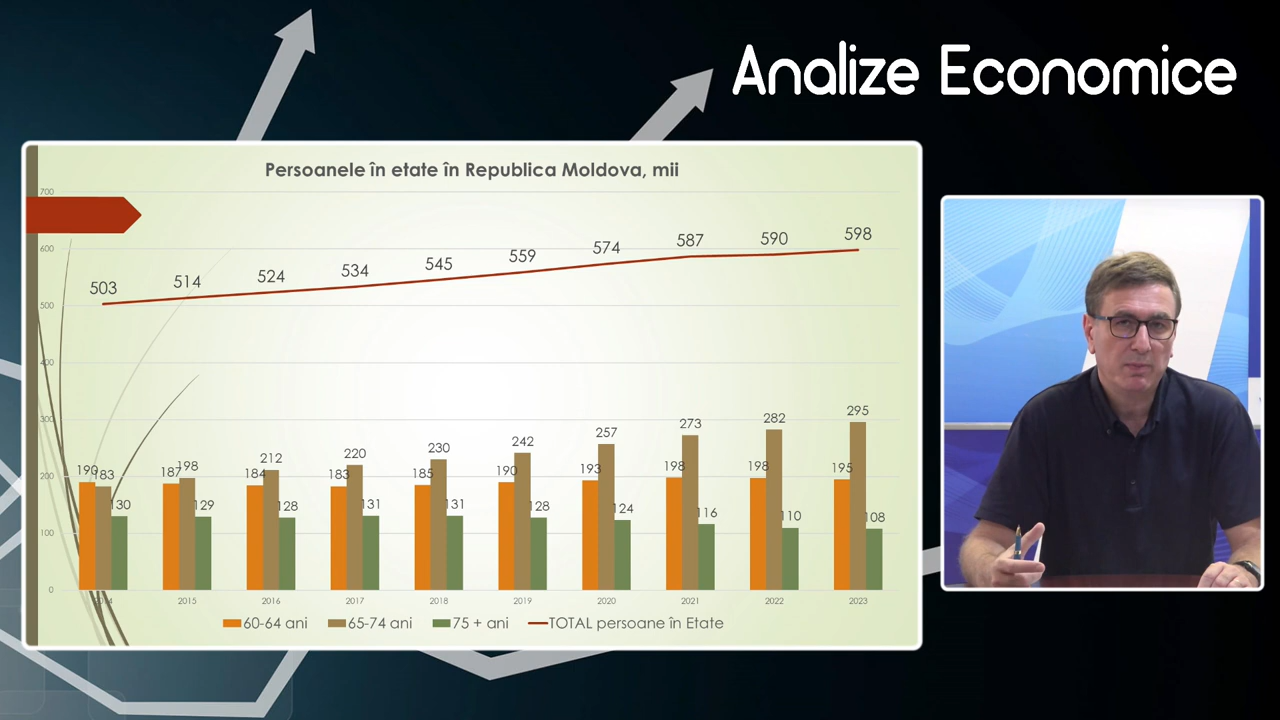 Analize Economice
Persoanele în etate în Republica Moldova, mii
700
600
500
400
300
200
100
0
503 514 524 534 545 559 574 587 590 598
190 183 130
187 198 129
184 212 128
183 220 131
185 230 131
190 242 128
193 257 124
198 273 116
198 282 110
195 295 108
2014 2015 2016 2017 2018 2019 2020 2021 2022 2023
60-64 ani 65-74 ani 75 + ani TOTAL persoane în Etate